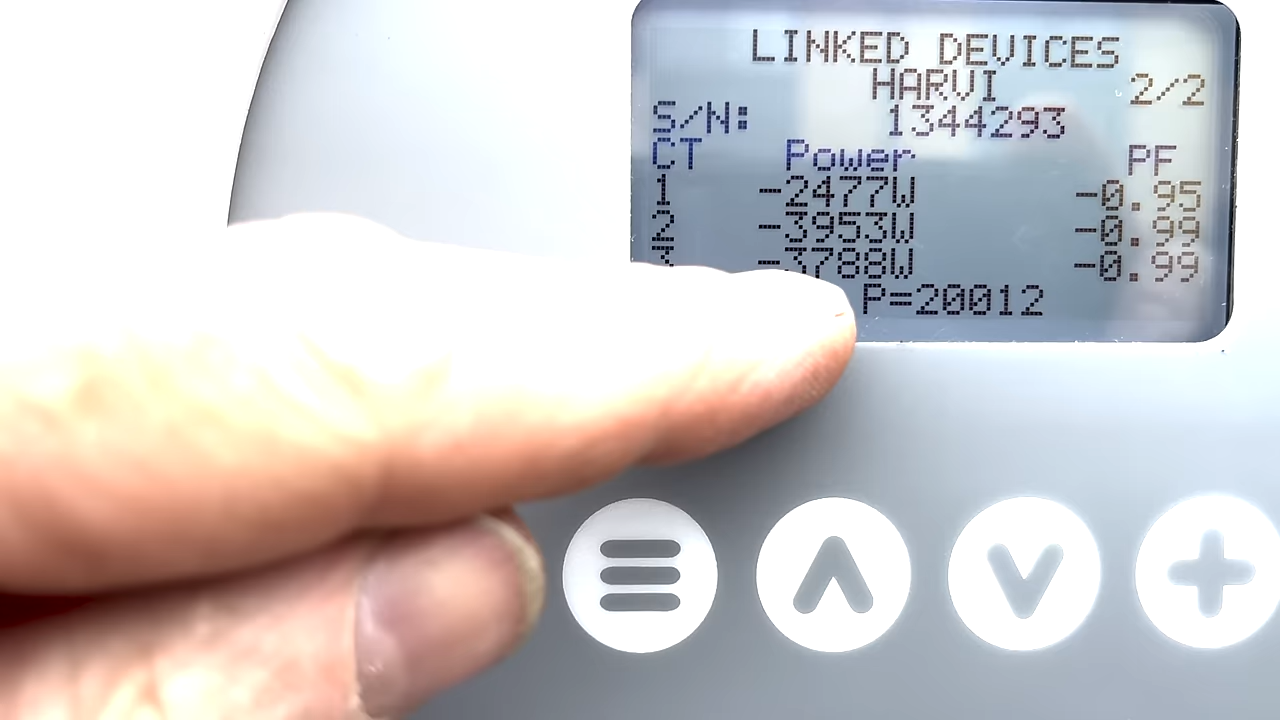 LINKED DEVICES
HARVI 2/2
S/N: 1344293
CT Power PF
1 -2477W -0.95
2 -3953W -0.99
3 -3788W -0.99
P=20012